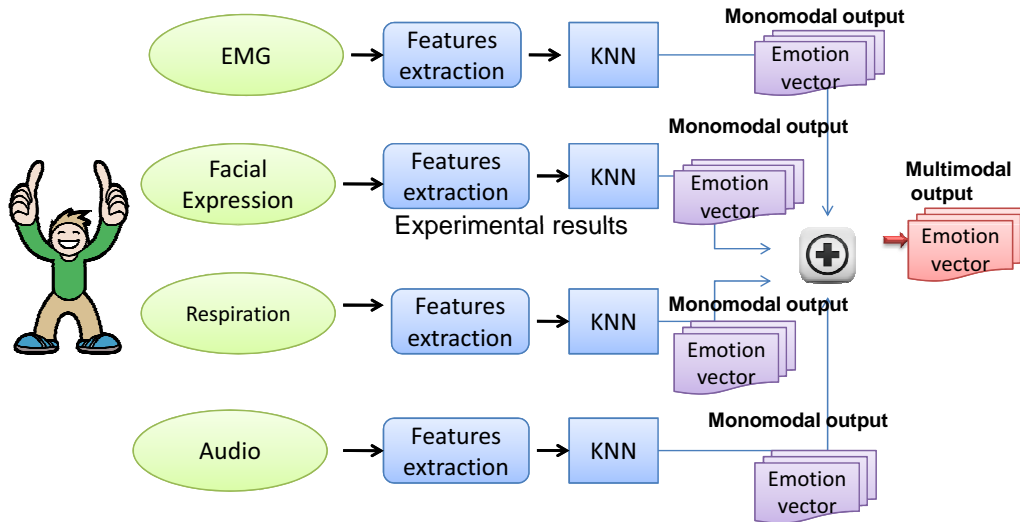 Monomodal output
EMG
Features
extraction
KNN
Emotion
vector
Monomodal output
Facial
Expression
Features
extraction
KNN
Emotion
vector
Multimodal
output
Emotion
vector
Experimental results
Monomodal output
Respiration
Features
extraction
KNN
Emotion
vector
Monomodal output
Audio
Features
extraction
KNN
Emotion
vector